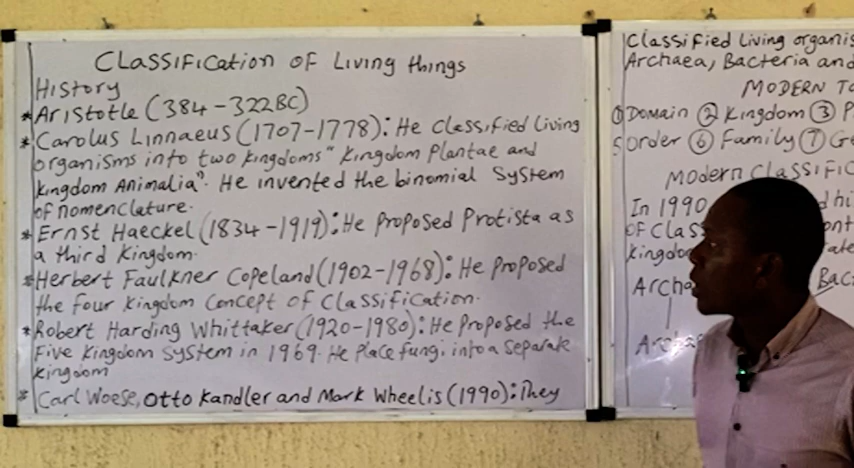 Classification of Living things
History
* Aristotle (384-322BC)
* Carolus Linnaeus (1707-1778): He Classified Living
organisms into two kingdoms "Kingdom Plantae and
Kingdom Animalia". He invented the binomial System
of nomenclature.
* Ernst Haeckel (1834-1919): He Proposed Protista as
a third Kingdom.
* Herbert Faulkner Copeland (1902-1968): He Proposed
the four Kingdom Concept of Classification.
* Robert Harding Whittaker (1920-1980): He Proposed the
Five Kingdom System in 1969. He Place fungi into a separate
Kingdom
* Carl Woese, Otto Kandler and Mark Wheelis (1990): They
Classified Living
Archaea, Bacteria and
MODERN
① Domain ② Kingdom ③
5 Order ⑥ Family ⑦
Modern
In 1990
of